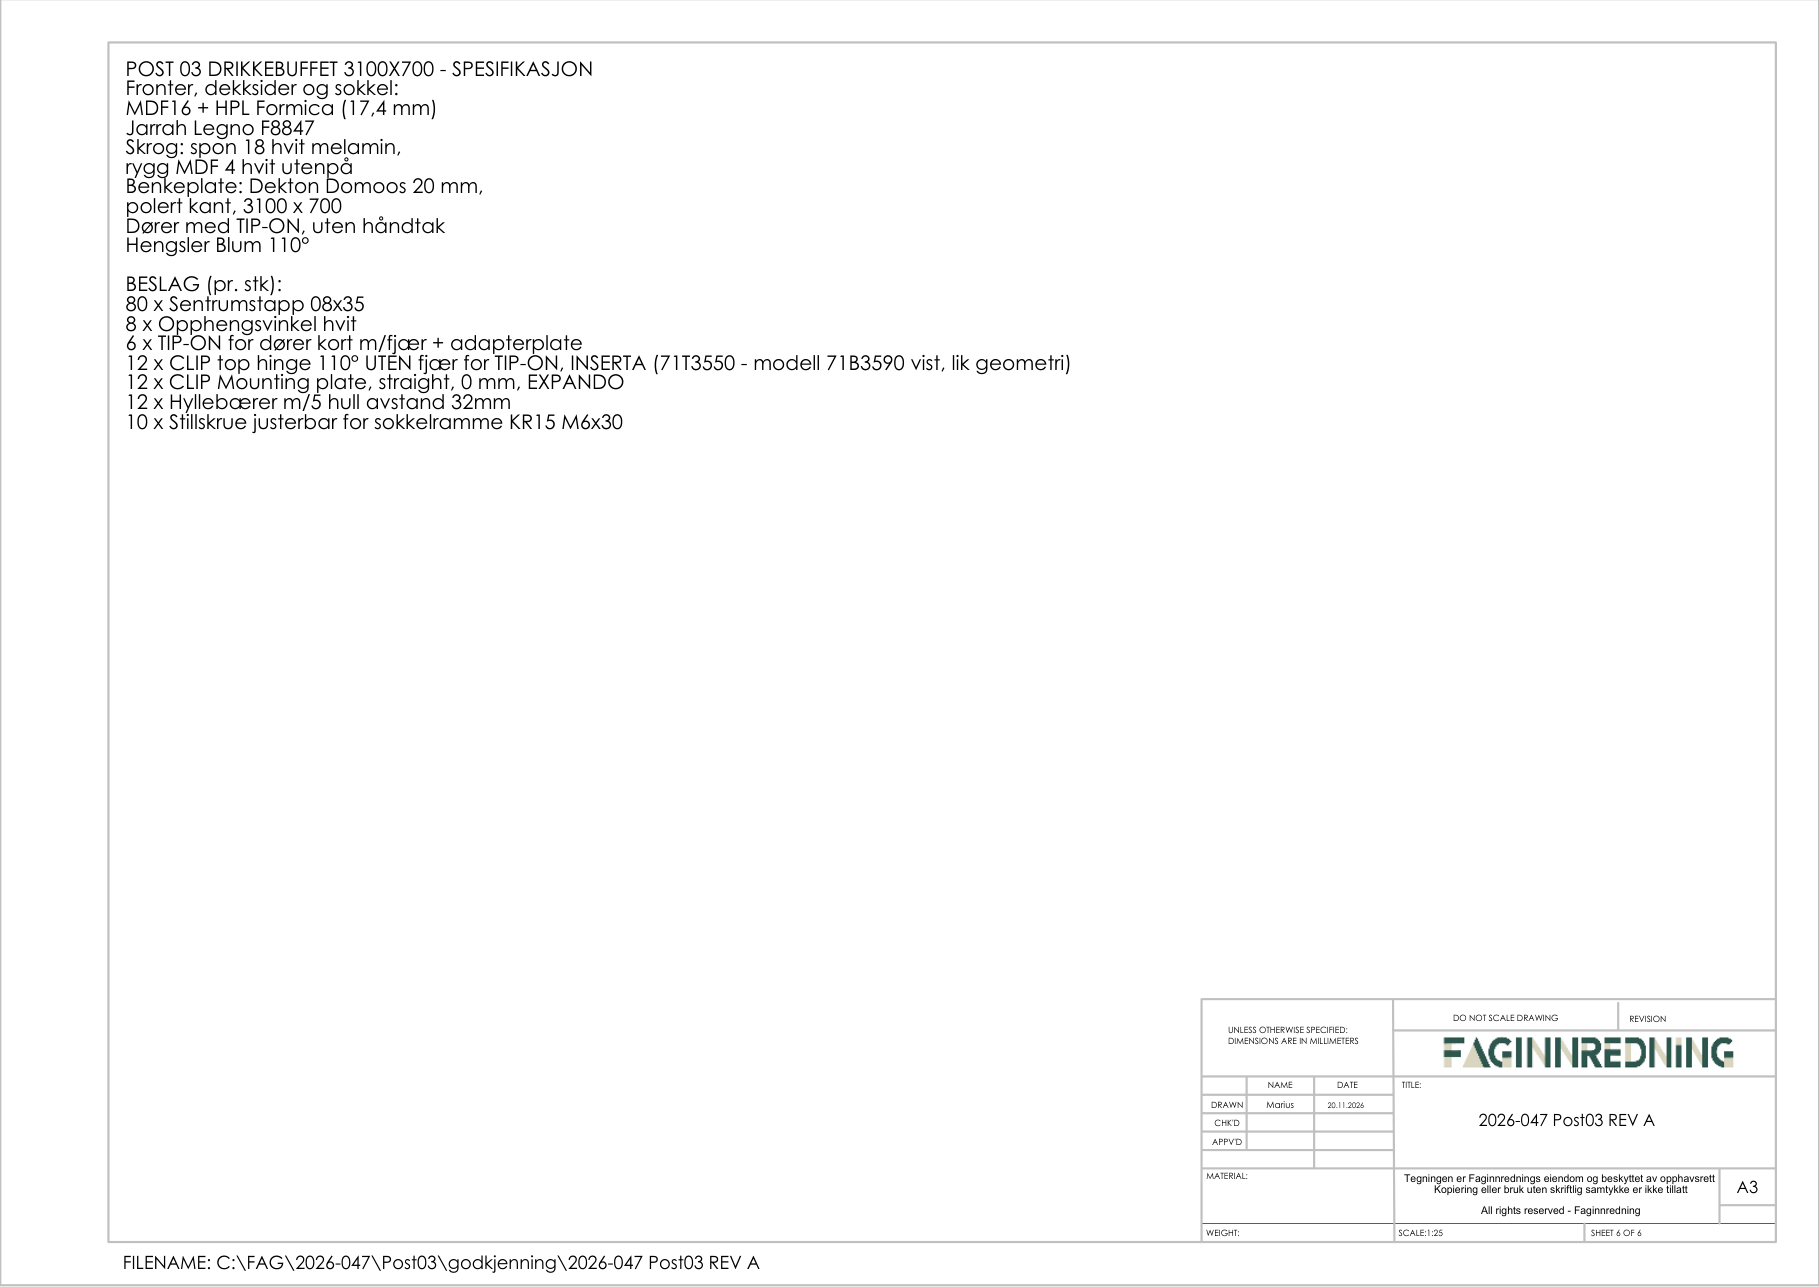 POST 03 DRIKKEBUFFET 3100X700 - SPESIFIKASJON
Fronter, dekksider og sokkel:
MDF16 + HPL Formica (17,4 mm)
Jarrah Legno F8847
Skrog: spon 18 hvit melamin,
rygg MDF 4 hvit utenpå
Benkeplate: Dekton Domoos 20 mm,
polert kant, 3100 x 700
Dører med TIP-ON, uten håndtak
Hengsler Blum 110°
BESLAG (pr. stk):
80 x Sentrumstapp 08x35
8 x Opphengsvinkel hvit
6 x TIP-ON for dører kort m/fjær + adapterplate
12 x CLIP top hinge 110° UTEN fjær for TIP-ON, INSERTA (71T3550 - modell 71B3590 vist, lik geometri)
12 x CLIP Mounting plate, straight, 0 mm, EXPANDO
12 x Hyllebærer m/5 hull avstand 32mm
10 x Stillskrue justerbar for sokkelramme KR15 M6x30
UNLESS OTHERWISE SPECIFIED:
DIMENSIONS ARE IN MILLIMETERS
DO NOT SCALE DRAWING
REVISION
FAGINNREDNiNG
NAME
DATE
TITLE:
DRAWN
Marius
20.11.2026
CHK'D
APPV'D
2026-047 Post03 REV A
MATERIAL:
Tegningen er Faginnrednings eiendom og beskyttet av opphavsrett
Kopiering eller bruk uten skriftlig samtykke er ikke tillatt
All rights reserved - Faginnredning
A3
WEIGHT:
SCALE:1:25
SHEET 6 OF 6
FILENAME: C:\FAG\2026-047\Post03\godkjenning\2026-047 Post03 REV A